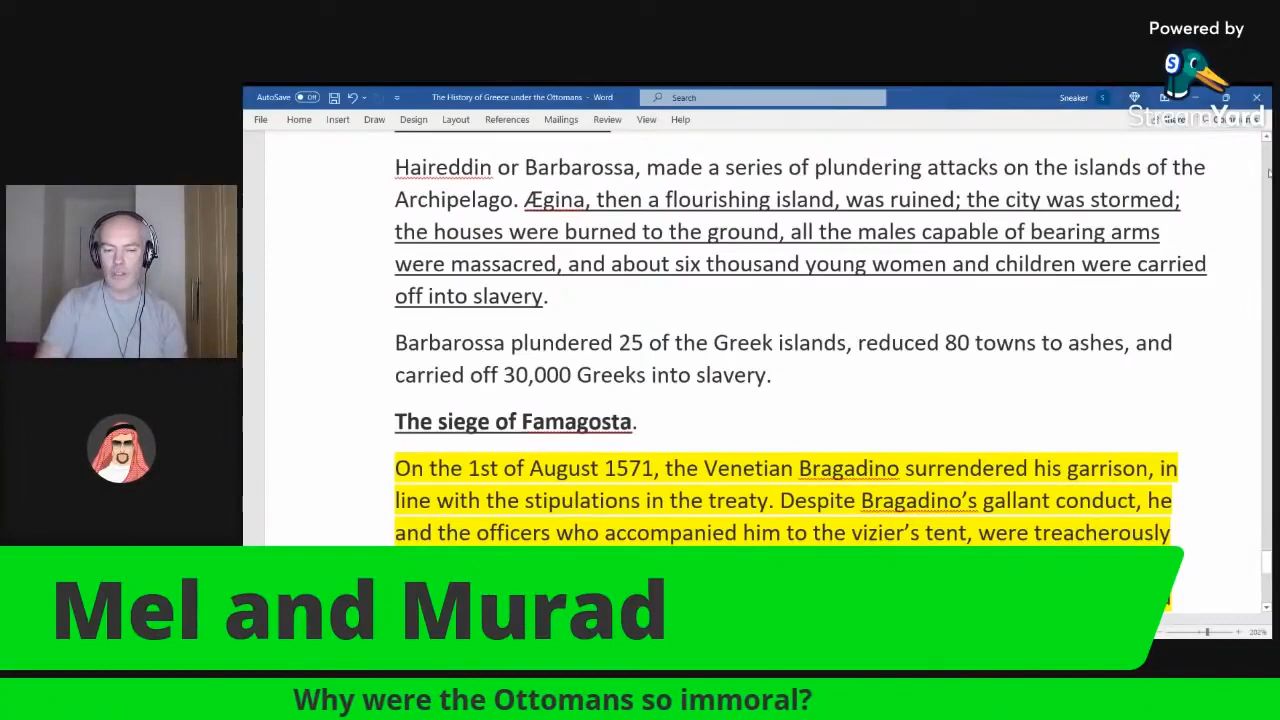 Powered by
StreamYard
AutoSave Off
The History of Greece under the Ottomans - Word
Search
Sneaker
S
File Home Insert Draw Design Layout References Mailings Review View Help
Haireddin or Barbarossa, made a series of plundering attacks on the islands of the
Archipelago. Ægina, then a flourishing island, was ruined; the city was stormed;
the houses were burned to the ground, all the males capable of bearing arms
were massacred, and about six thousand young women and children were carried
off into slavery.
Barbarossa plundered 25 of the Greek islands, reduced 80 towns to ashes, and
carried off 30,000 Greeks into slavery.
The siege of Famagosta.
On the 1st of August 1571, the Venetian Bragadino surrendered his garrison, in
line with the stipulations in the treaty. Despite Bragadino’s gallant conduct, he
and the officers who accompanied him to the vizier’s tent, were treacherously
202%
Mel and Murad
Why were the Ottomans so immoral?